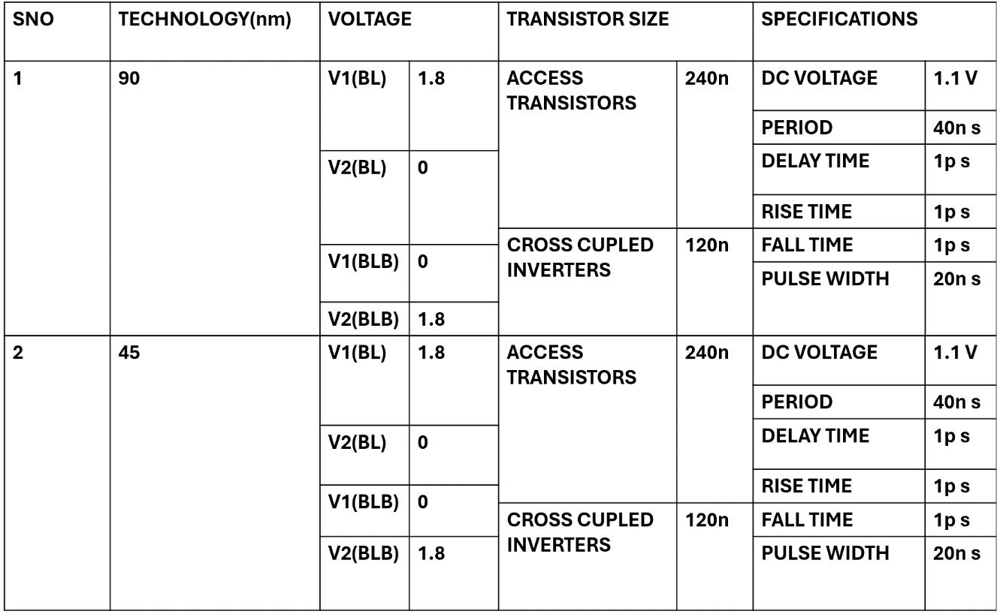 SNO TECHNOLOGY(nm) VOLTAGE TRANSISTOR SIZE SPECIFICATIONS
1 90 V1(BL) 1.8 ACCESS 240n DC VOLTAGE 1.1 V
TRANSISTORS
PERIOD 40n s
V2(BL) 0 DELAY TIME 1p s
RISE TIME 1p s
CROSS CUPLED 120n FALL TIME 1p s
V1(BLB) 0 INVERTERS
PULSE WIDTH 20n s
V2(BLB) 1.8
2 45 V1(BL) 1.8 ACCESS 240n DC VOLTAGE 1.1 V
TRANSISTORS
PERIOD 40n s
V2(BL) 0 DELAY TIME 1p s
RISE TIME 1p s
V1(BLB) 0
CROSS CUPLED 120n FALL TIME 1p s
INVERTERS
V2(BLB) 1.8 PULSE WIDTH 20n s